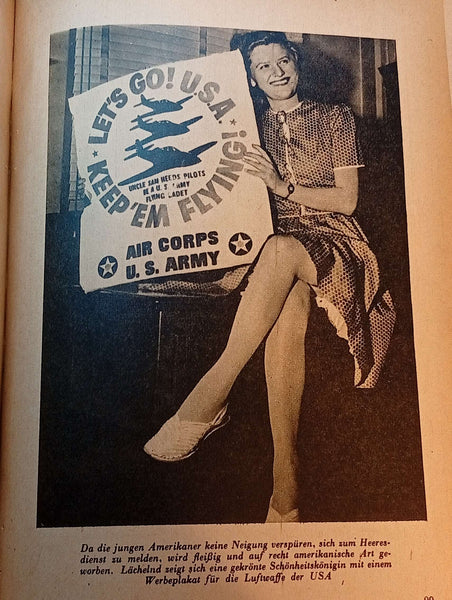 LET'S GO! U.S.A.
KEEP 'EM FLYING!
UNCLE SAM NEEDS PILOTS
BE A U. S. ARMY
FLYING CADET
AIR CORPS
U. S. ARMY
Da die jungen Amerikaner keine Neigung verspüren, sich zum Heeres-
dienst zu melden, wird fleißig und auf recht amerikanische Art ge-
worben. Lächelnd zeigt sich eine gekrönte Schönheitskönigin mit einem
Werbeplakat für die Luftwaffe der USA